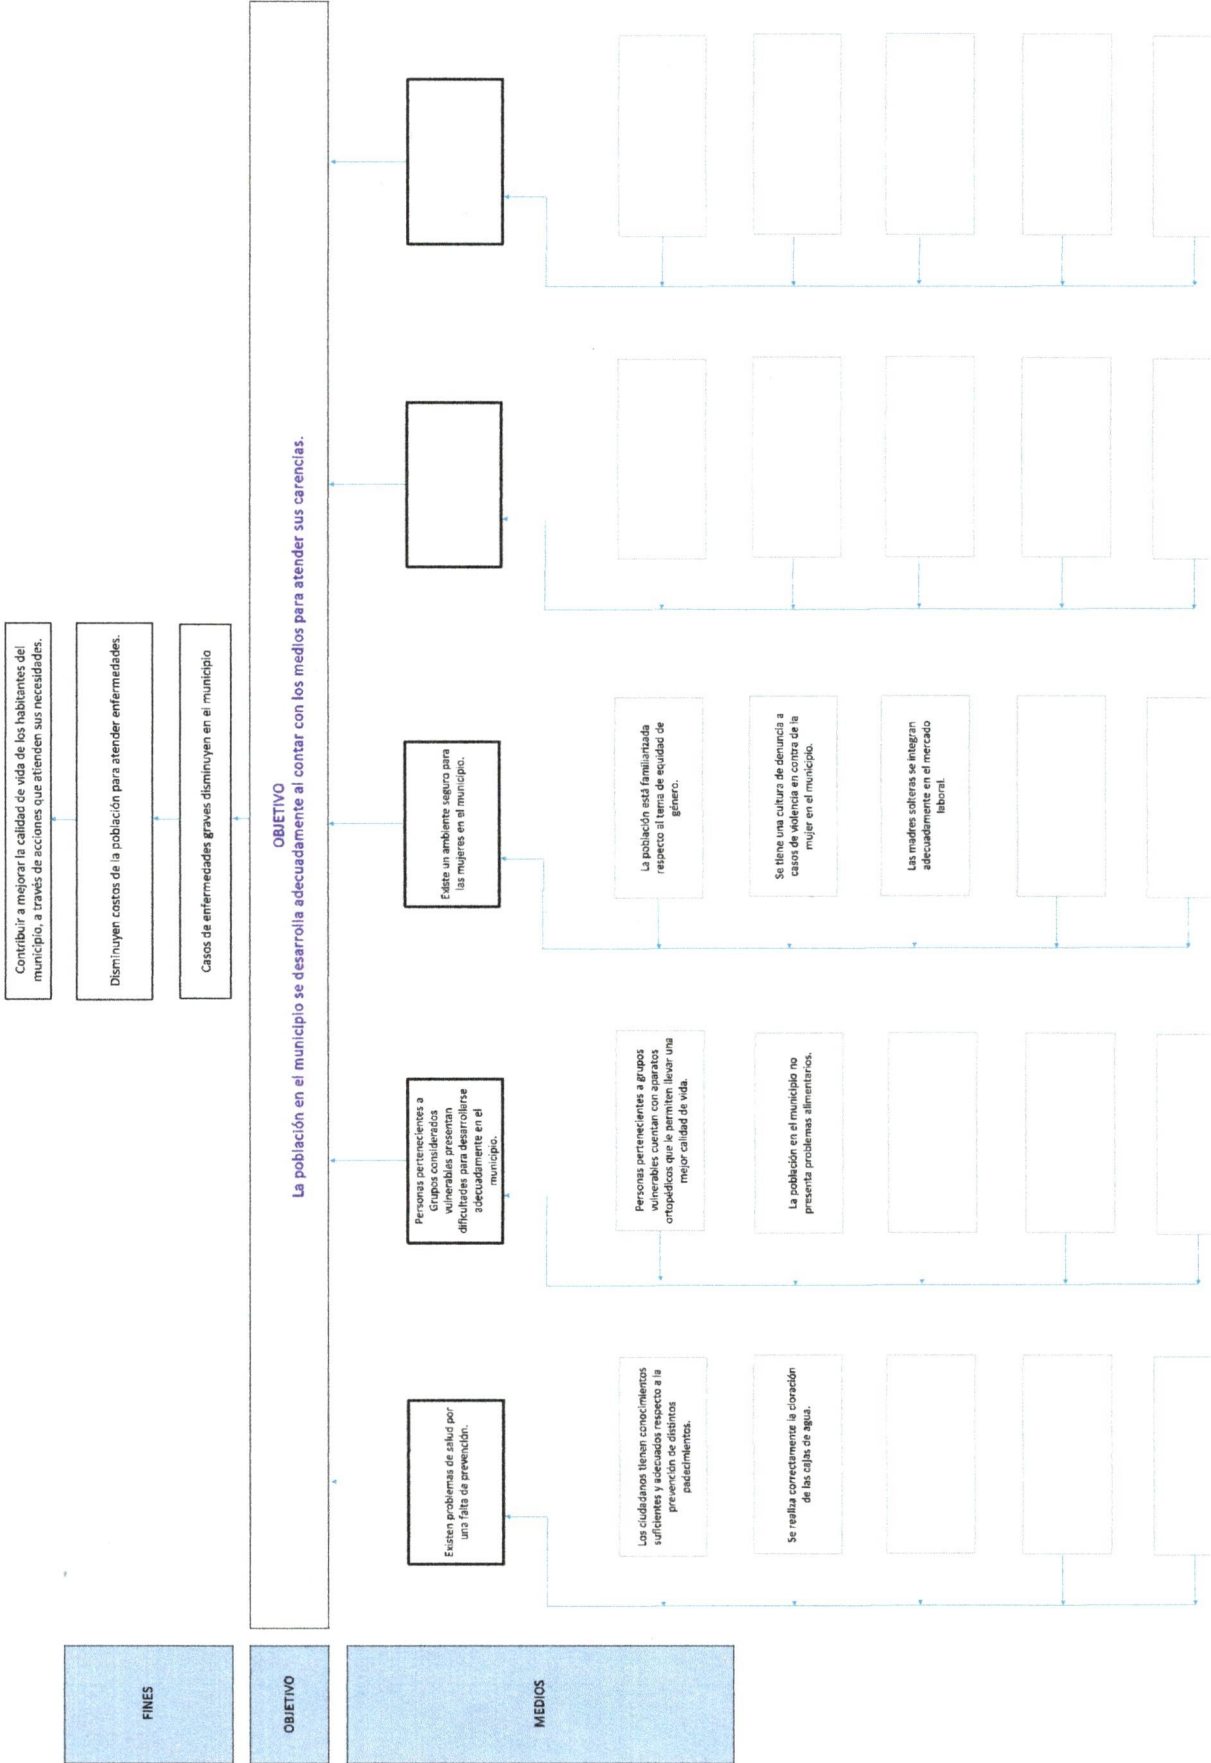 Contribuir a mejorar la calidad de vida de los habitantes del
municipio, a través de acciones que atienden sus necesidades.
FINES
Disminuyen costos de la población para atender enfermedades.
Casos de enfermedades graves disminuyen en el municipio
OBJETIVO
OBJETIVO
La población en el municipio se desarrolla adecuadamente al contar con los medios para atender sus carencias.
MEDIOS
Existen problemas de salud por
una falta de prevención.
Personas pertenecientes a
Grupos considerados
vulnerables presentan
dificultades para desarrollarse
adecuadamente en el
municipio.
Existe un ambiente seguro para
las mujeres en el municipio.
Los ciudadanos tienen conocimientos
suficientes y adecuados respecto a la
prevención de distintos
padecimientos.
Personas pertenecientes a grupos
vulnerables cuentan con aparatos
ortopédicos que le permiten llevar una
mejor calidad de vida.
La población está familiarizada
respecto al tema de equidad de
género.
Se realiza correctamente la cloración
de las cajas de agua.
La población en el municipio no
presenta problemas alimentarios.
Se tiene una cultura de denuncia a
casos de violencia en contra de la
mujer en el municipio.
Las madres solteras se integran
adecuadamente en el mercado
laboral.